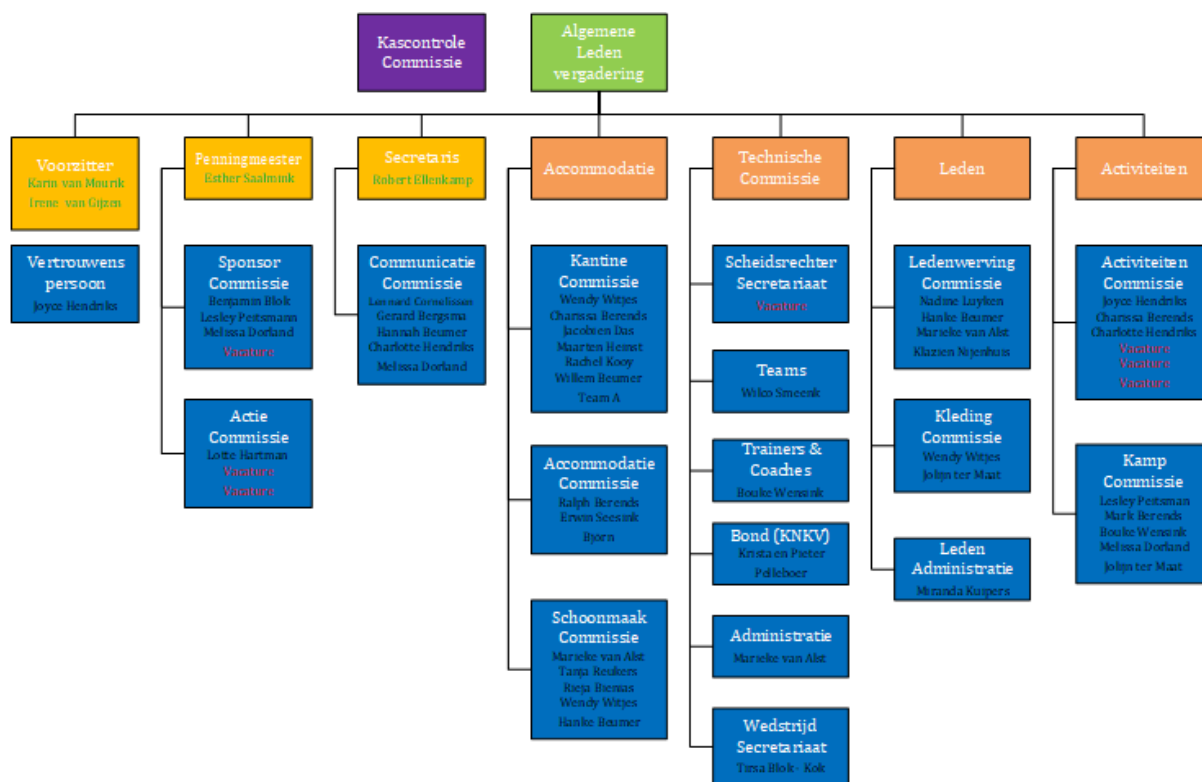 Kascontrole
Commissie
Algemene
Leden
vergadering
Voorzitter
Karin van Mourik
Irene van Gijzen
Vertrouwens
persoon
Joyce Hendriks
Penningmeester
Esther Saalmink
Sponsor
Commissie
Benjamin Blok
Lesley Peitsmann
Melissa Dorland
Vacature
Actie
Commissie
Lotte Hartman
Vacature
Vacature
Secretaris
Robert Ellenkamp
Communicatie
Commissie
Lennard Cornelissen
Gerard Bergsma
Hannah Beumer
Charlotte Hendriks
Melissa Dorland
Accommodatie
Kantine
Commissie
Wendy Witjes
Charissa Berends
Jacobien Das
Maarten Heinst
Rachel Kooy
Willem Beumer
Team A
Accommodatie
Commissie
Ralph Berends
Erwin Seesink
Bjorn
Schoonmaak
Commissie
Marieke van Alst
Tanja Reukers
Wendy Witjes
Hanke Beumer
Technische
Commissie
Scheidsrechter
Secretariaat
Vacature
Teams
Wilco Smeenk
Trainers &
Coaches
Bouke Wensink
Bond (KNKV)
Krista en Pieter
Pelleboer
Administratie
Marieke van Alst
Wedstrijd
Secretariaat
Tirsa Blok - Kok
Leden
Ledenwerving
Commissie
Nadine Luyken
Hanke Beumer
Marieke van Alst
Klazien Nijenhuis
Kleding
Commissie
Wendy Witjes
Jolijn ter Maat
Leden
Administratie
Miranda Kuipers
Activiteiten
Activiteiten
Commissie
Joyce Hendriks
Charissa Berends
Charlotte Hendriks
Vacature
Vacature
Vacature
Kamp
Commissie
Lesley Peitsman
Mark Berends
Bouke Wensink
Melissa Dorland
Jolijn ter Maat